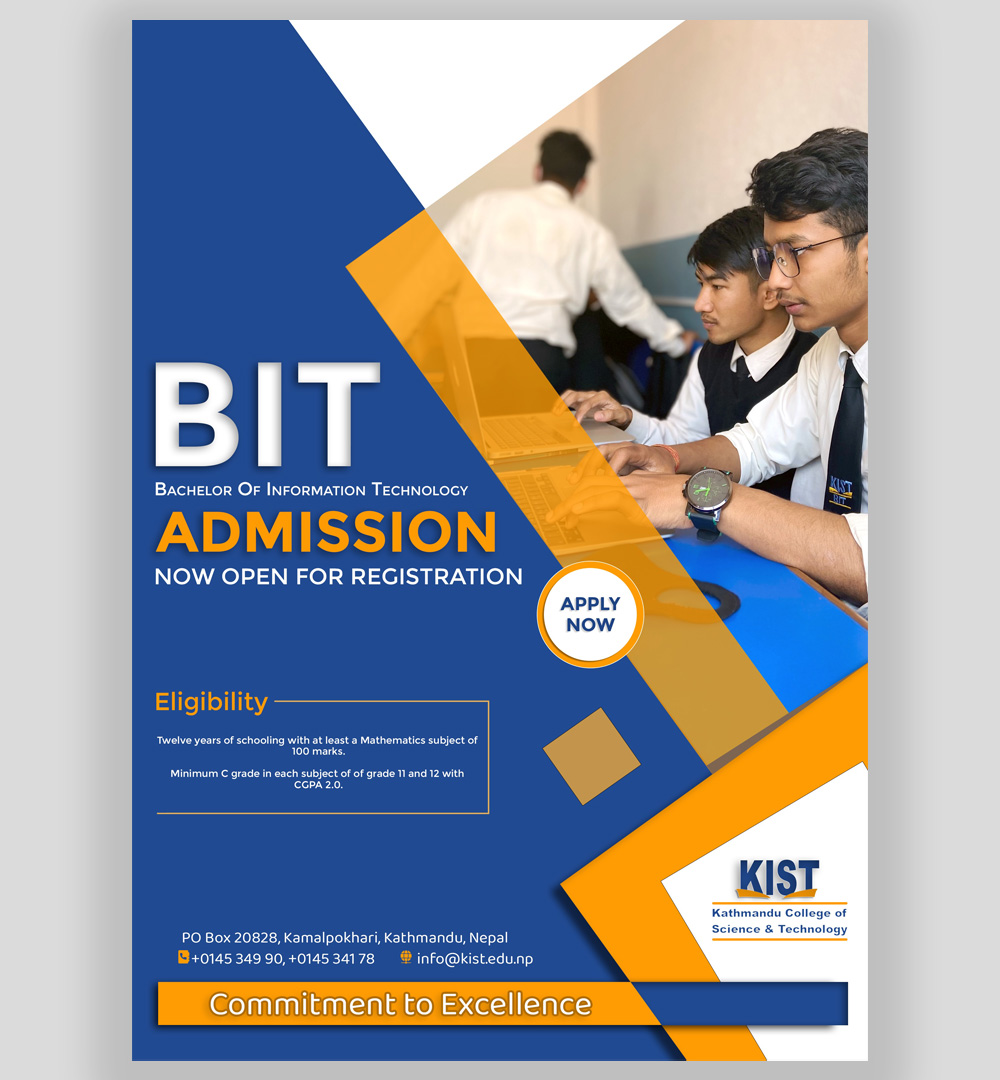 BIT
Bachelor Of Information Technology
ADMISSION
NOW OPEN FOR REGISTRATION
APPLY
NOW
KIST
BIT
Eligibility
Twelve years of schooling with at least a Mathematics subject of
100 marks.
Minimum C grade in each subject of of grade 11 and 12 with
CGPA 2.0.
KIST
Kathmandu College of
Science & Technology
PO Box 20828, Kamalpokhari, Kathmandu, Nepal
+0145 349 90, +0145 341 78 info@kist.edu.np
Commitment to Excellence